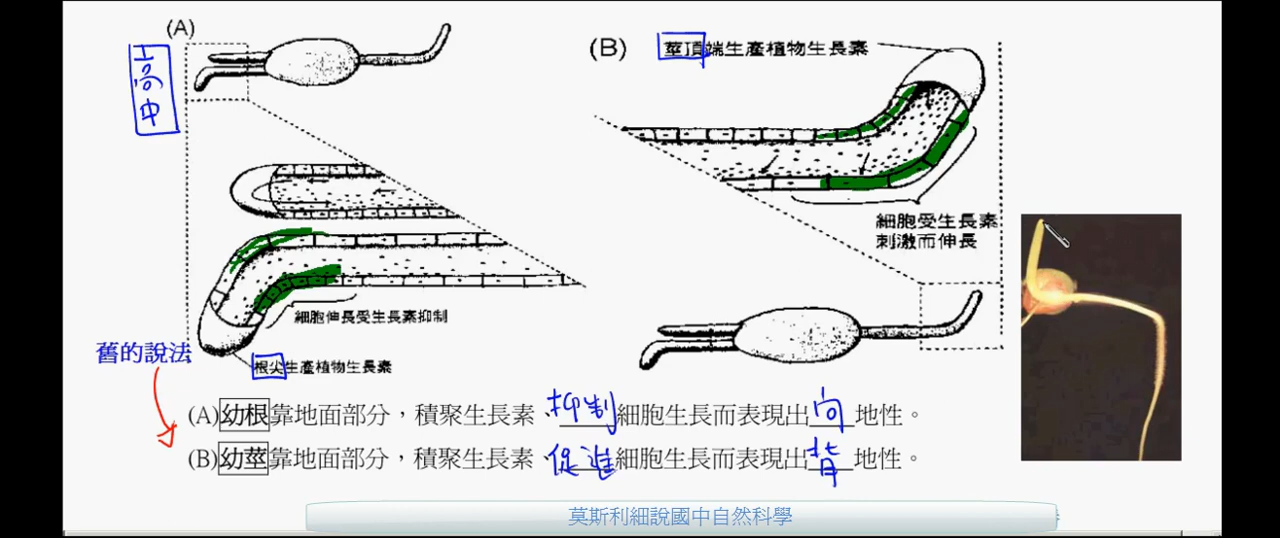 (A)
高中
(B) 莖頂端生產植物生長素
細胞受生長素
刺激而伸長
細胞伸長受生長素抑制
舊的說法
根尖生產植物生長素
(A)幼根靠地面部分，積聚生長素、抑制細胞生長而表現出向地性。
(B)幼莖靠地面部分，積聚生長素、促進細胞生長而表現出背地性。
莫斯利細說國中自然科學